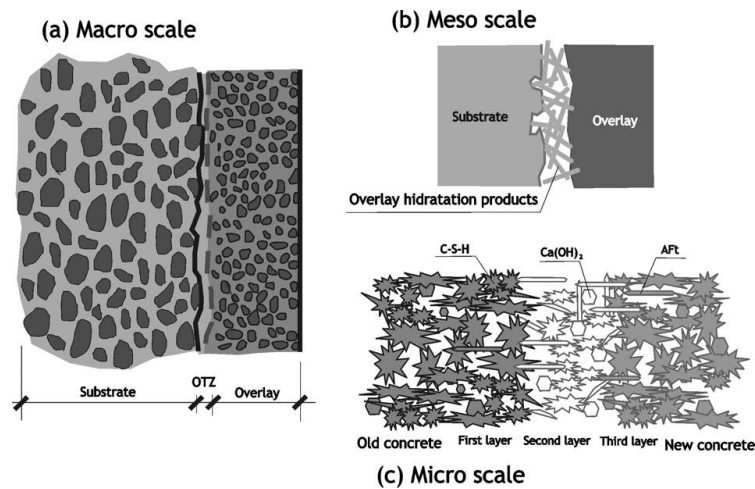 (a) Macro scale
Substrate
OTZ
Overlay
(b) Meso scale
Substrate
Overlay
Overlay hidratation products
C-S-H
Ca(OH)₂
AFt
Old concrete
First layer
Second layer
Third layer
New concrete
(c) Micro scale